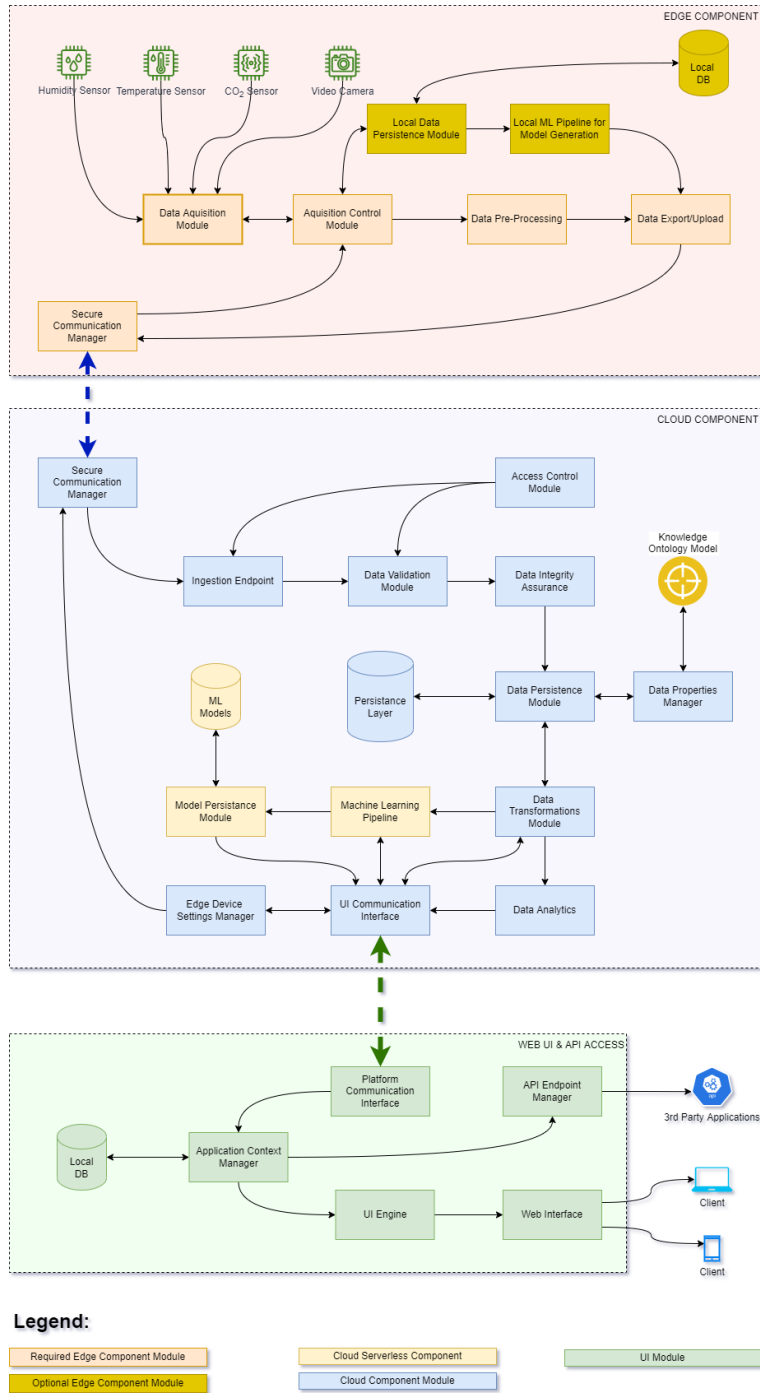 EDGE COMPONENT
Humidity Sensor
Temperature Sensor
CO2 Sensor
Video Camera
Local
DB
Local Data
Persistence Module
Local ML Pipeline for
Model Generation
Data Aquisition
Module
Aquisition Control
Module
Data Pre-Processing
Data Export/Upload
Secure
Communication
Manager
CLOUD COMPONENT
Secure
Communication
Manager
Access Control
Module
Knowledge
Ontology Model
Ingestion Endpoint
Data Validation
Module
Data Integrity
Assurance
ML
Models
Persistance
Layer
Data Persistence
Module
Data Properties
Manager
Model Persistance
Module
Machine Learning
Pipeline
Data
Transformations
Module
Edge Device
Settings Manager
UI Communication
Interface
Data Analytics
WEB UI & API ACCESS
Platform
Communication
Interface
API Endpoint
Manager
api
3rd Party Applications
Local
DB
Application Context
Manager
UI Engine
Web Interface
Client
Client
Legend:
Required Edge Component Module
Cloud Serverless Component
UI Module
Optional Edge Component Module
Cloud Component Module